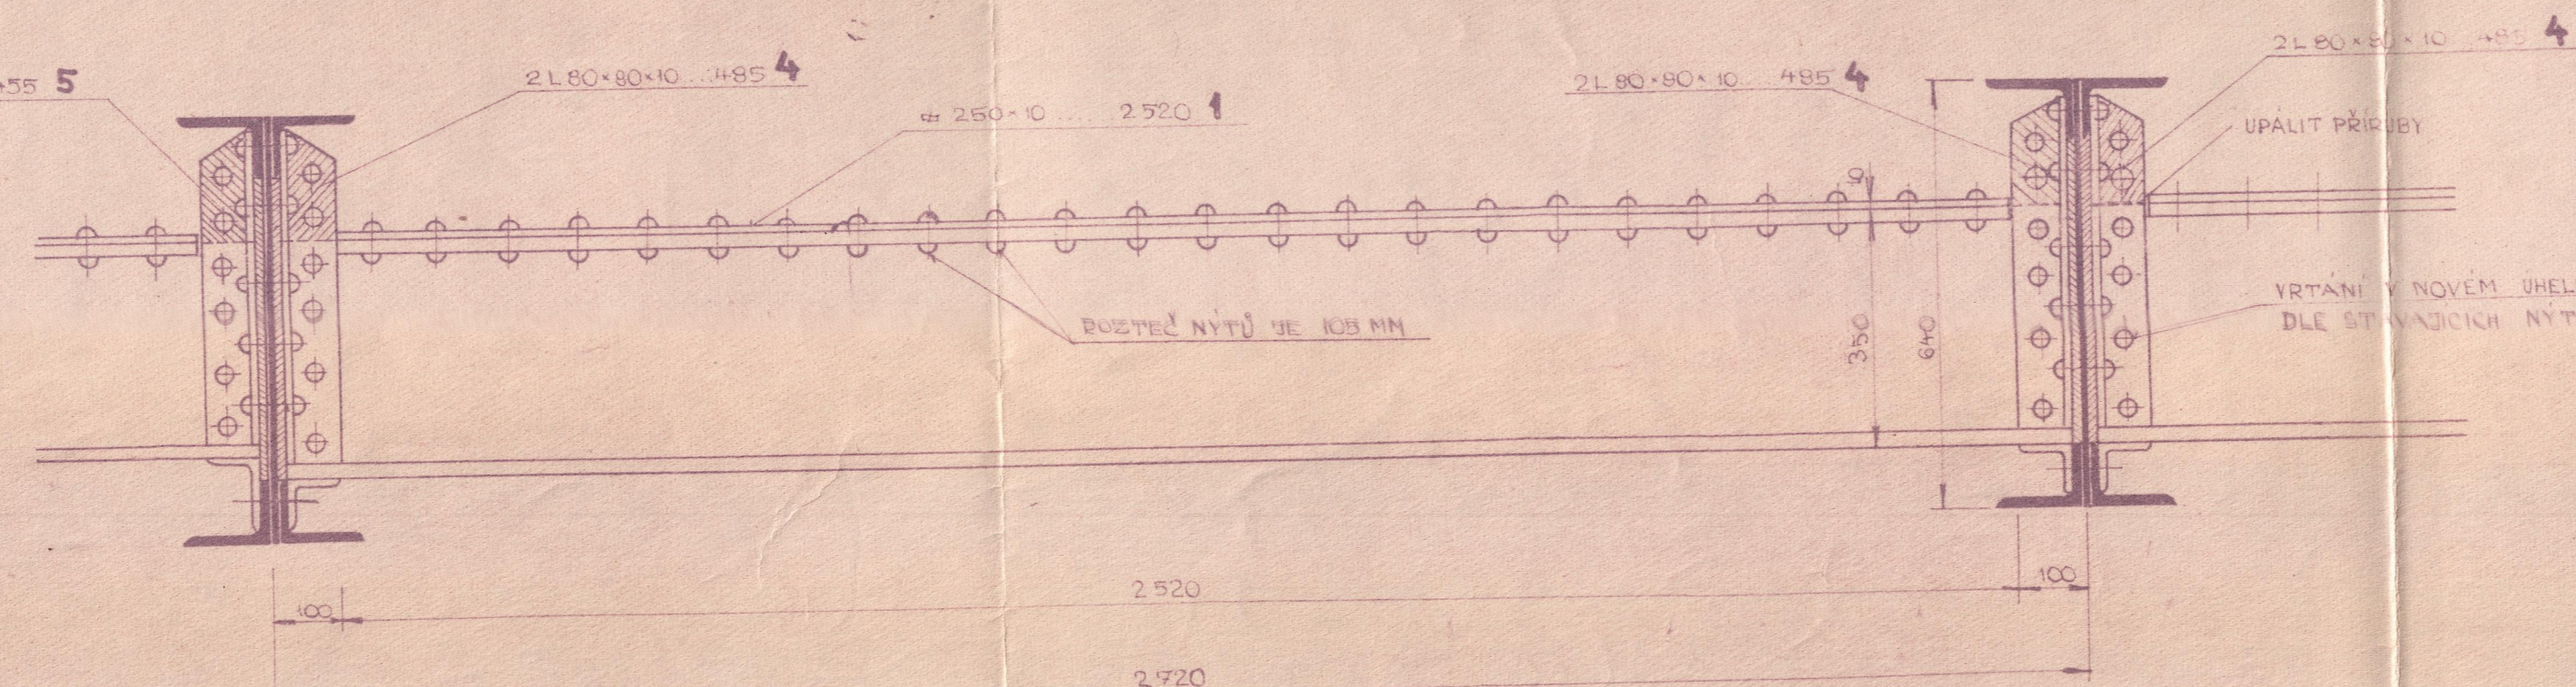 455 5
2L 80×80×10...485 4
250×10 .... 2520 1
2L 80×80×10....485 4
2L 80×80×10...485 4
UPÁLIT PŘÍRUBY
10
ROZTEČ NÝTŮ JE 105 MM
350
640
VRTÁNÍ V NOVÉM ÚHEL
DLE STÁVAJÍCÍCH NÝT
100
2520
100
2720